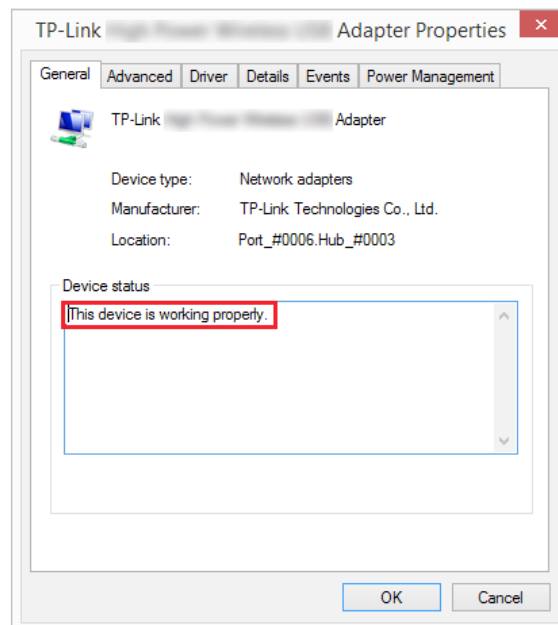 TP-Link Adapter Properties
General Advanced Driver Details Events Power Management
TP-Link Adapter
Device type: Network adapters
Manufacturer: TP-Link Technologies Co., Ltd.
Location: Port_#0006.Hub_#0003
Device status
This device is working properly.
OK Cancel